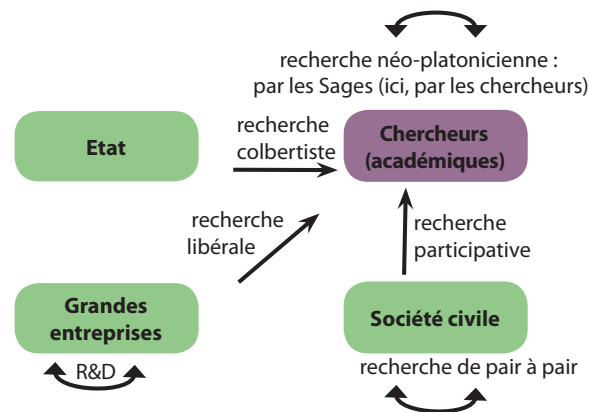 recherche néo-platonicienne :
par les Sages (ici, par les chercheurs)
Etat
recherche
colbertiste
Chercheurs
(académiques)
recherche
libérale
recherche
participative
Grandes
entreprises
Société civile
R&D
recherche de pair à pair